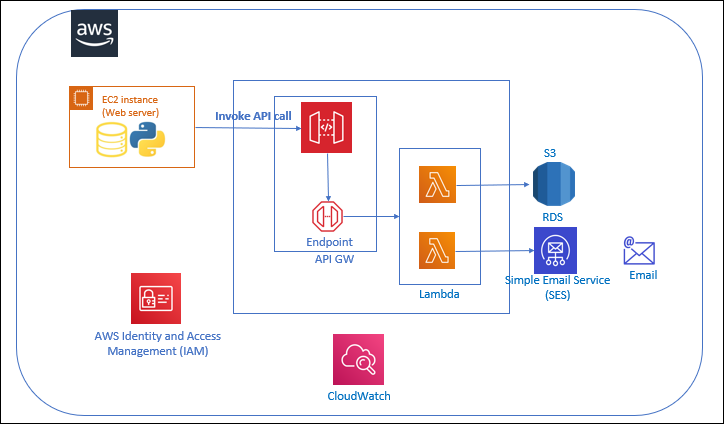 aws
EC2 instance
(Web server)
Invoke API call
Endpoint
API GW
Lambda
S3
RDS
Simple Email Service
(SES)
@
Email
AWS Identity and Access
Management (IAM)
CloudWatch